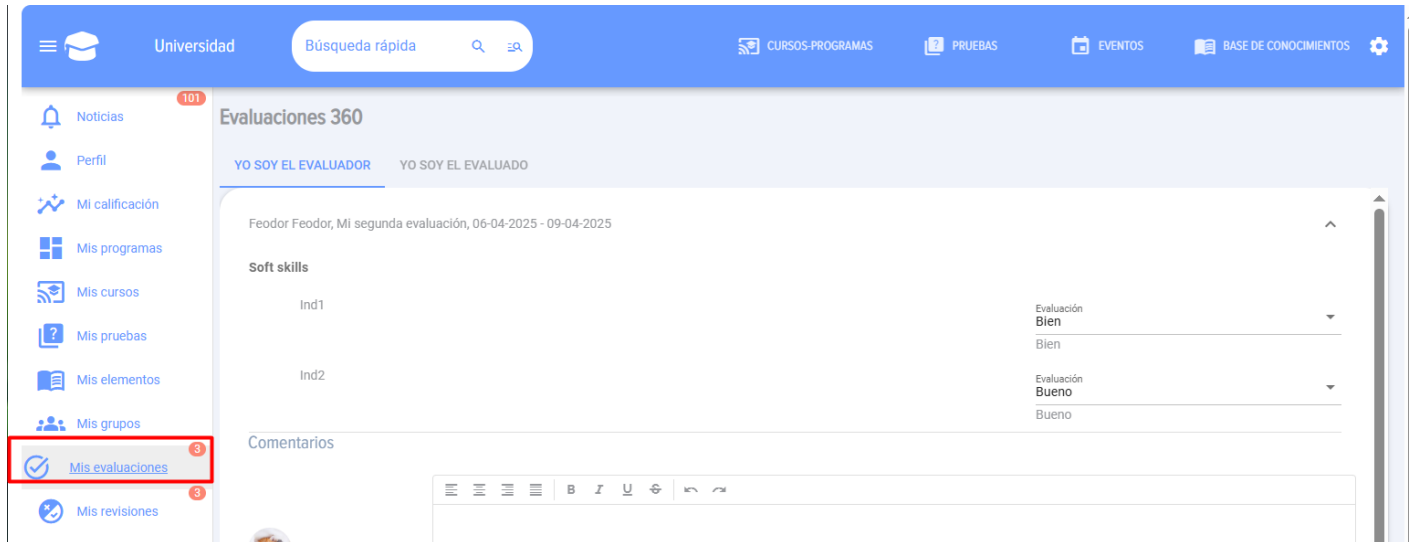 Universidad
Búsqueda rápida
CURSOS-PROGRAMAS
? PRUEBAS
EVENTOS
BASE DE CONOCIMIENTOS
101
Noticias
Perfil
Mi calificación
Mis programas
Mis cursos
? Mis pruebas
Mis elementos
Mis grupos
3
Mis evaluaciones
3
Mis revisiones
Evaluaciones 360
YO SOY EL EVALUADOR YO SOY EL EVALUADO
Feodor Feodor, Mi segunda evaluación, 06-04-2025 - 09-04-2025
Soft skills
Ind1
Evaluación
Bien
Bien
Ind2
Evaluación
Bueno
Bueno
Comentarios
B I U S